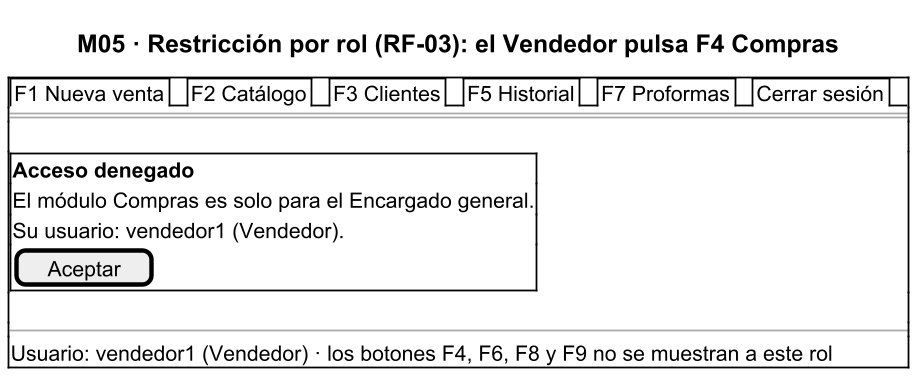 M05 · Restricción por rol (RF-03): el Vendedor pulsa F4 Compras
F1 Nueva venta F2 Catálogo F3 Clientes F5 Historial F7 Proformas Cerrar sesión
Acceso denegado
El módulo Compras es solo para el Encargado general.
Su usuario: vendedor1 (Vendedor).
Aceptar
Usuario: vendedor1 (Vendedor) · los botones F4, F6, F8 y F9 no se muestran a este rol